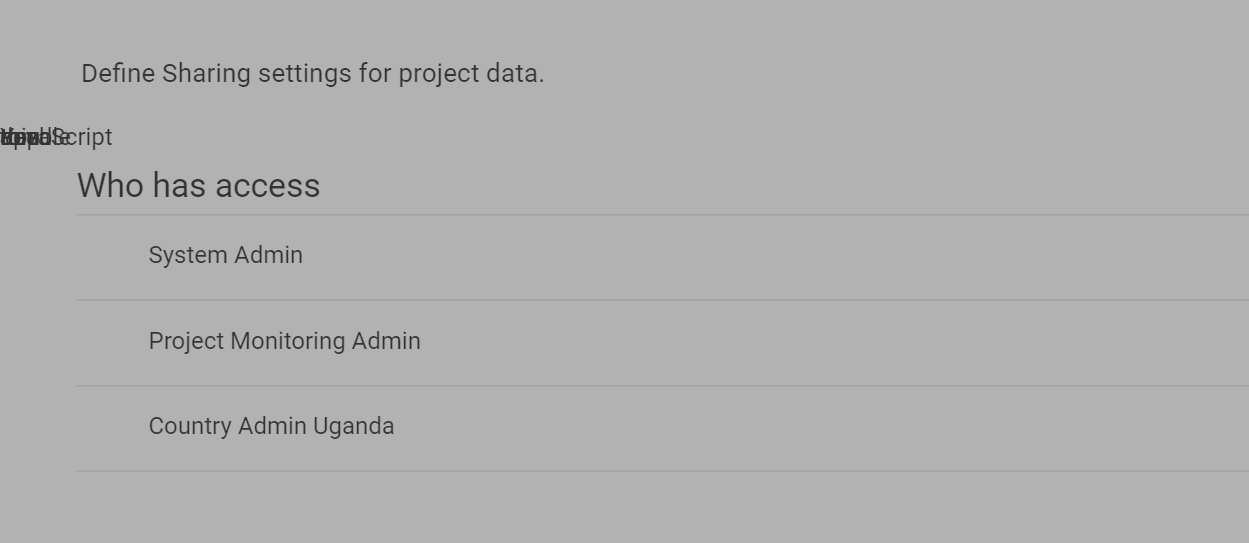 Define Sharing settings for project data.
Who has access
System Admin
Project Monitoring Admin
Country Admin Uganda